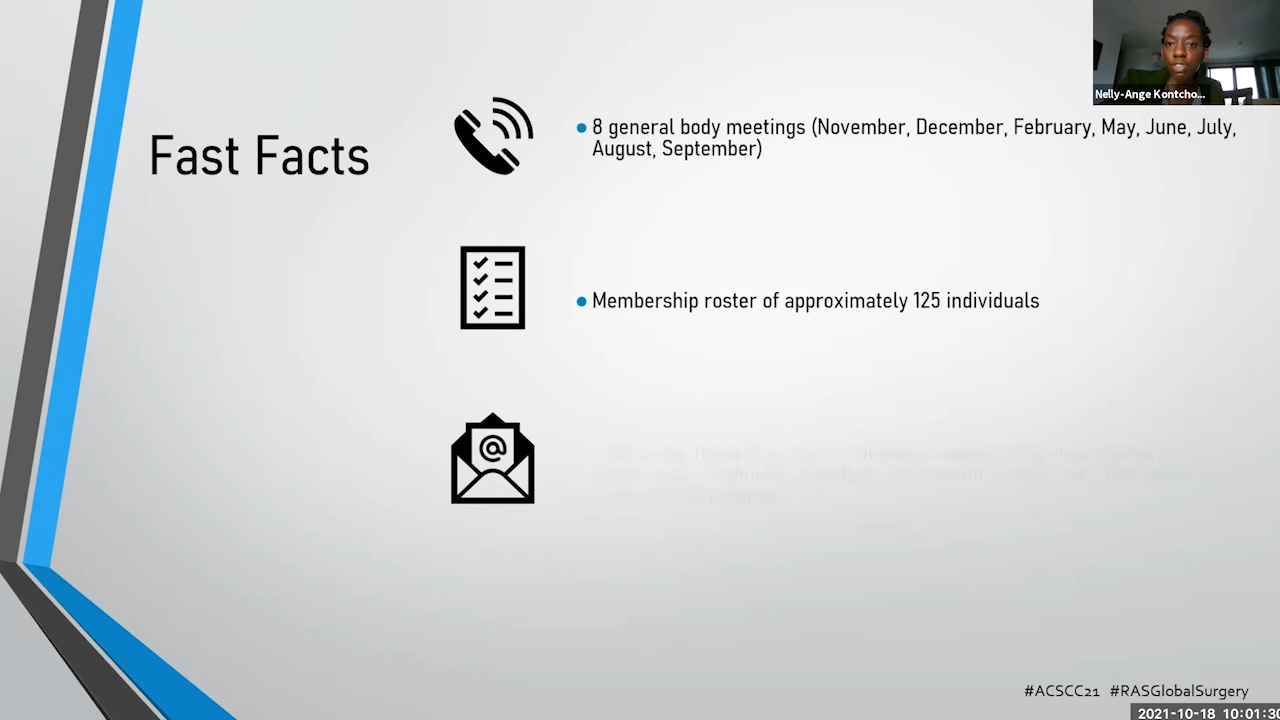 Nelly-Ange Kontcho...
Fast Facts
8 general body meetings (November, December, February, May, June, July,
August, September)
Membership roster of approximately 125 individuals
@
#ACSCC21 #RASGlobalSurgery
2021-10-18 10:01:30